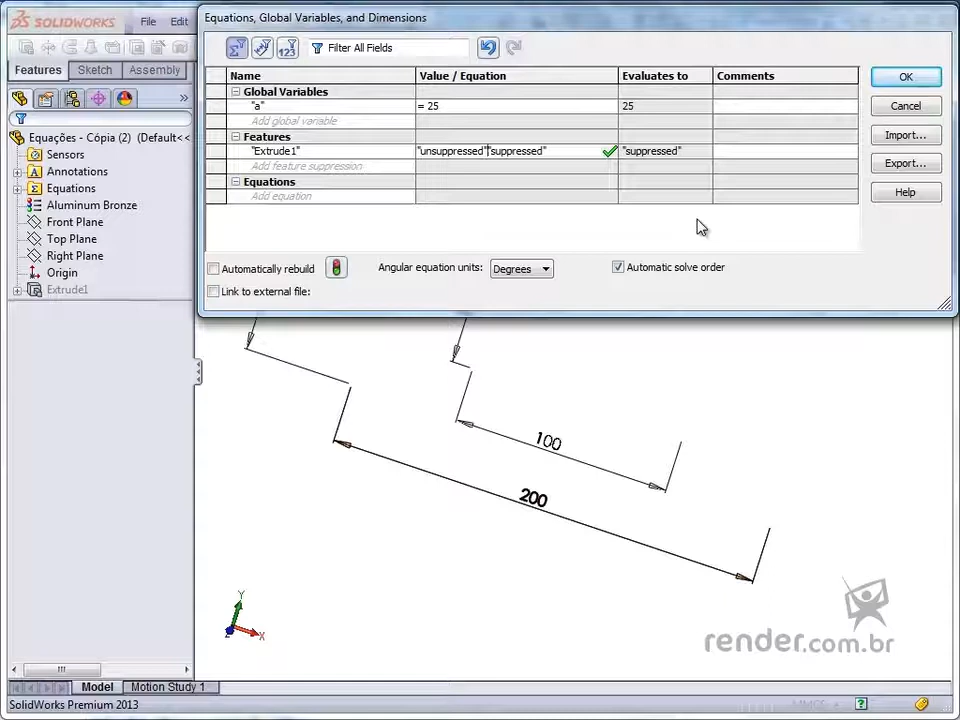 SOLIDWORKS File Edit
Equations, Global Variables, and Dimensions
Filter All Fields
Features Sketch Assembly
Name Value / Equation Evaluates to Comments
Global Variables
"a" = 25 25
Add global variable
Features
"Extrude1" "unsuppressed""suppressed" "suppressed"
Add feature suppression
Equations
Add equation
OK
Cancel
Import...
Export...
Help
Automatically rebuild Angular equation units: Degrees Automatic solve order
Link to external file:
Equações - Cópia (2) (Default<<
Sensors
Annotations
Equations
Aluminum Bronze
Front Plane
Top Plane
Right Plane
Origin
Extrude1
100
200
Y
X
Z
render.com.br
Model Motion Study 1
SolidWorks Premium 2013